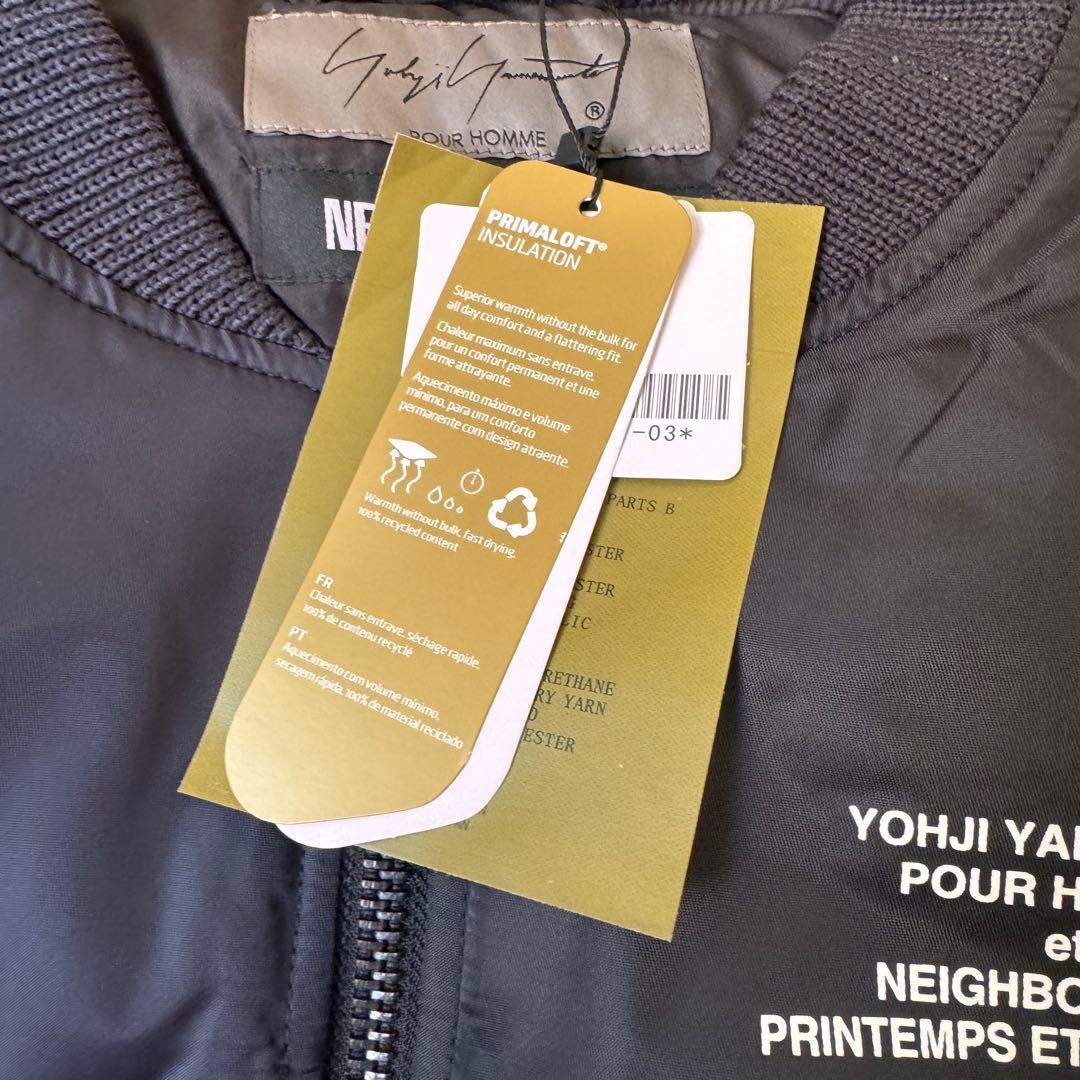 Yohji Yamamoto
®
POUR HOMME
NE
PRIMALOFT®
INSULATION
Superior warmth without the bulk for
all day comfort and a flattering fit.
Chaleur maximum sans entrave,
pour un confort permanent et une
forme attrayante.
Aquecimento máximo e volume
mínimo, para um conforto
permanente com design atraente.
Warmth without bulk, fast drying,
100% recycled content
FR
Chaleur sans entrave, séchage rapide,
100% de contenu recyclé
PT
Aquecimento com volume mínimo,
secagem rápida, 100% de material reciclado
-03*
PARTS B
STER
STER
LIC
RETHANE
RY YARN
ESTER
YOHJI YA
POUR H
et
NEIGHBO
PRINTEMPS ET